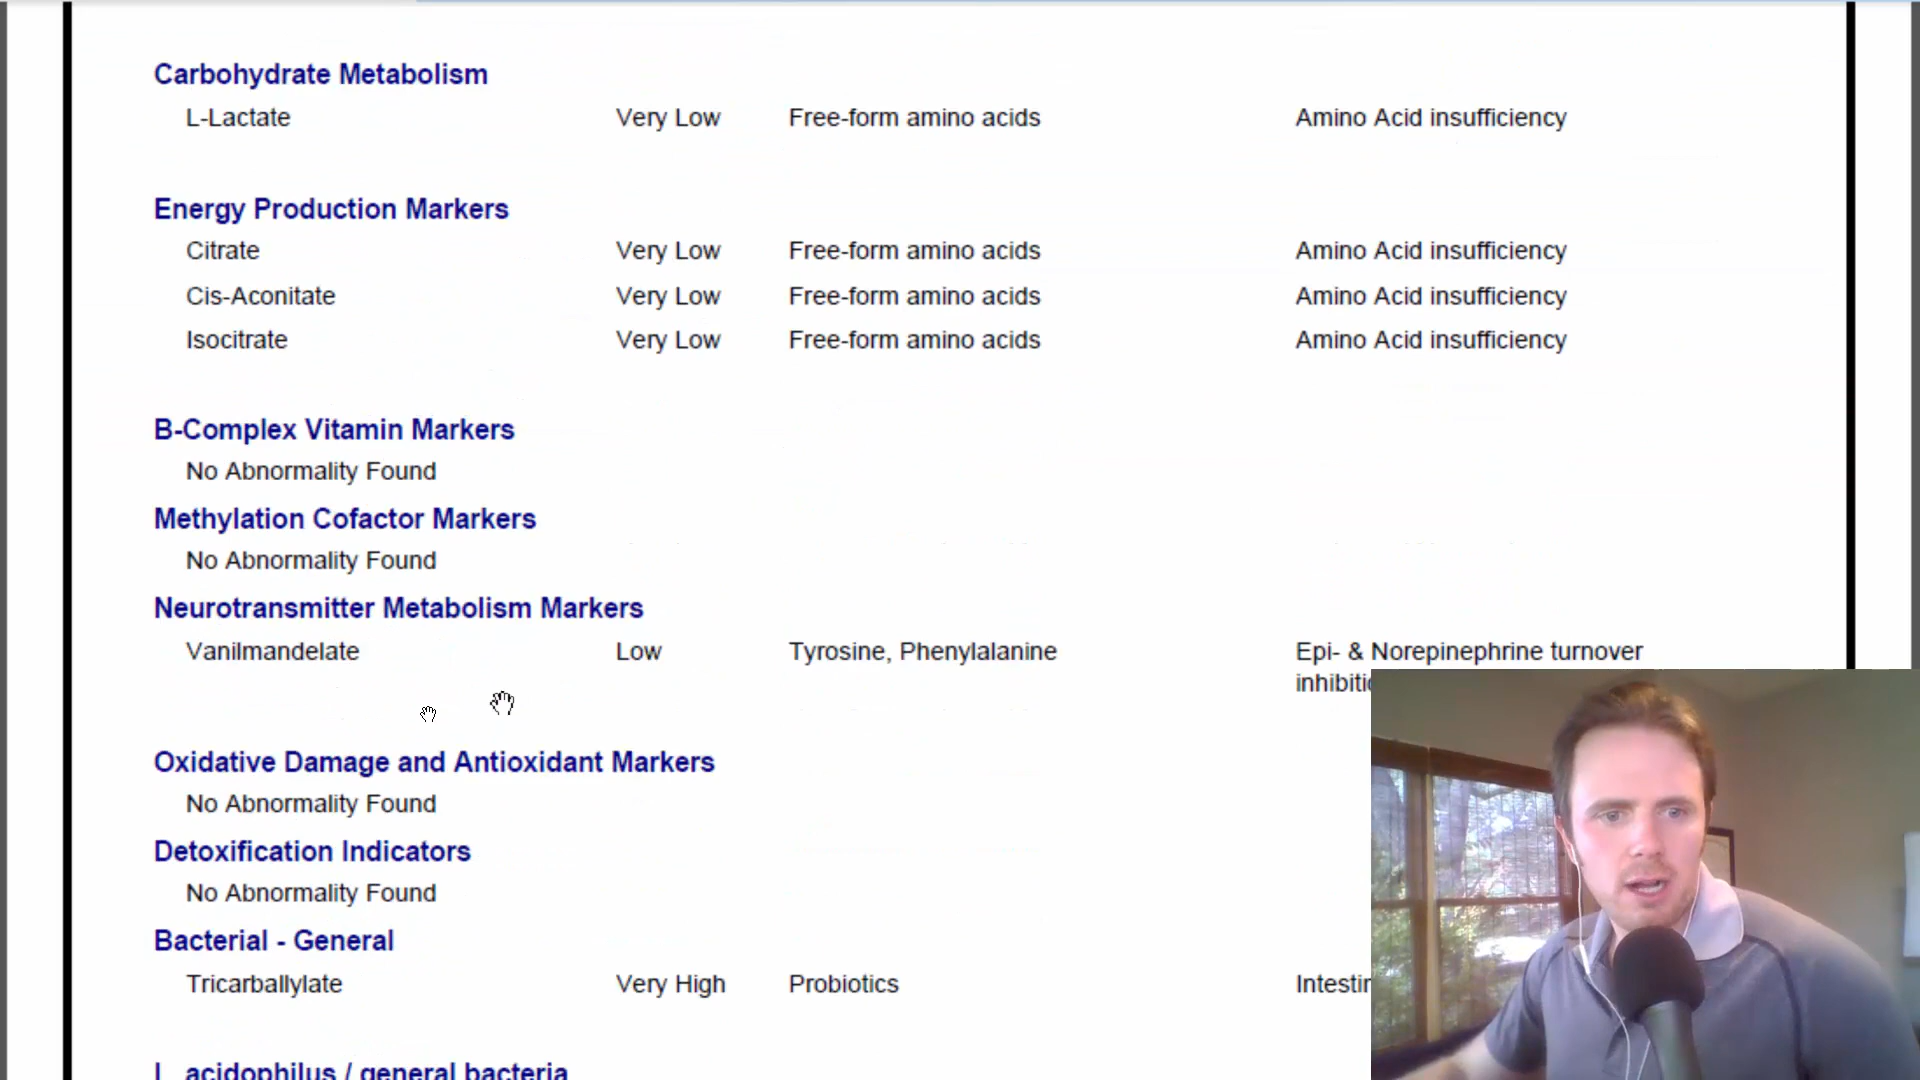 Carbohydrate Metabolism
L-Lactate Very Low Free-form amino acids Amino Acid insufficiency
Energy Production Markers
Citrate Very Low Free-form amino acids Amino Acid insufficiency
Cis-Aconitate Very Low Free-form amino acids Amino Acid insufficiency
Isocitrate Very Low Free-form amino acids Amino Acid insufficiency
B-Complex Vitamin Markers
No Abnormality Found
Methylation Cofactor Markers
No Abnormality Found
Neurotransmitter Metabolism Markers
Vanilmandelate Low Tyrosine, Phenylalanine Epi- & Norepinephrine turnover
Oxidative Damage and Antioxidant Markers
No Abnormality Found
Detoxification Indicators
No Abnormality Found
Bacterial - General
Tricarballylate Very High Probiotics
L. acidophilus / general bacteria